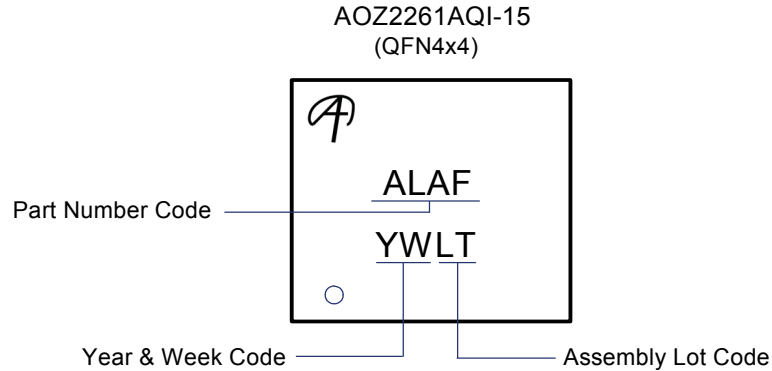 AOZ2261AQI-15
(QFN4x4)
ALAF
Part Number Code
YWLT
Year & Week Code
Assembly Lot Code